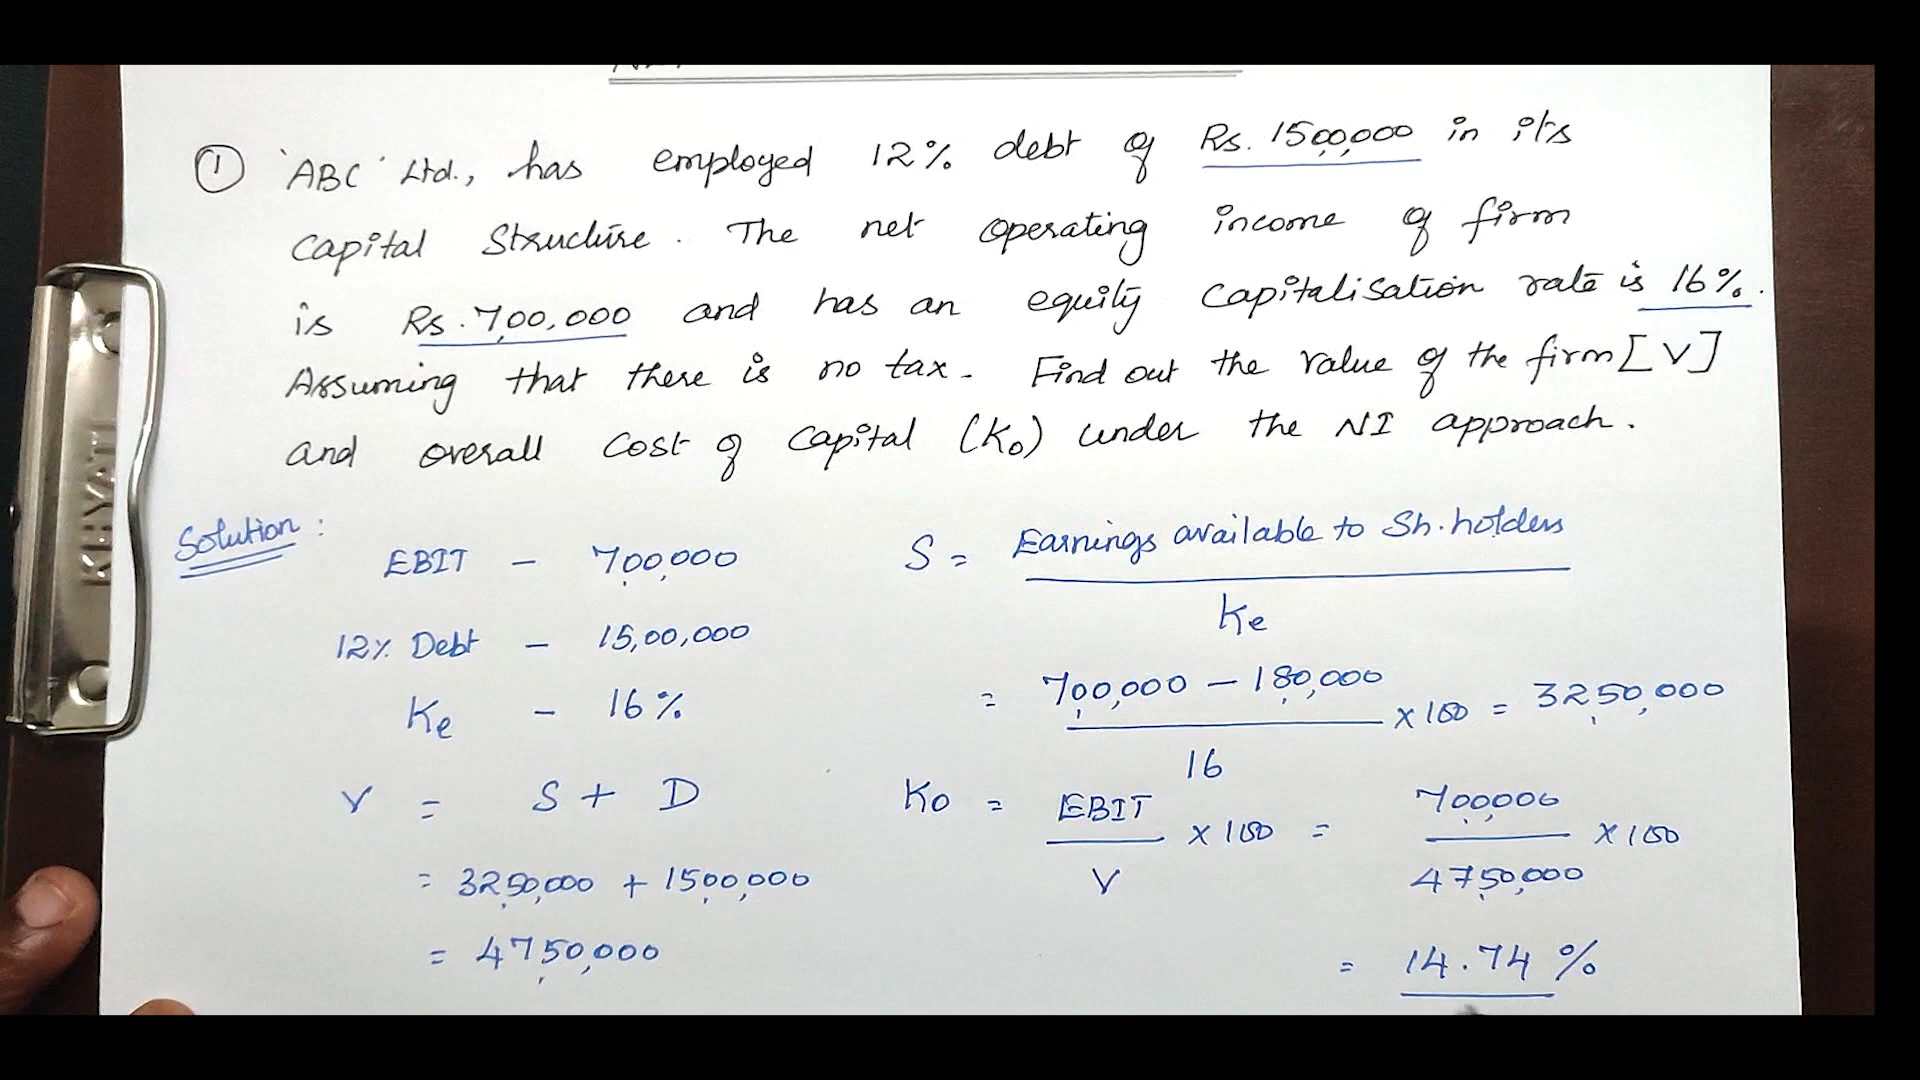 ① 'ABC' Ltd., has employed 12% debt of Rs. 1500,000 in its
Capital Structure. The net operating income of firm
is Rs. 700,000 and has an equity Capitalisation rate is 16%.
Assuming that there is no tax. Find out the value of the firm [V]
and overall cost of capital (Ko) under the NI approach.
Solution :
EBIT - 700,000
12% Debt - 15,00,000
Ke - 16%
V = S + D
= 3250,000 + 1500,000
= 4750,000
S = Earnings available to Sh. holders
Ke
= 700,000 - 180,000 x 100 = 3250,000
16
Ko = EBIT x 100 = 700000 x 100
V 4750,000
= 14.74 %
KEYATI